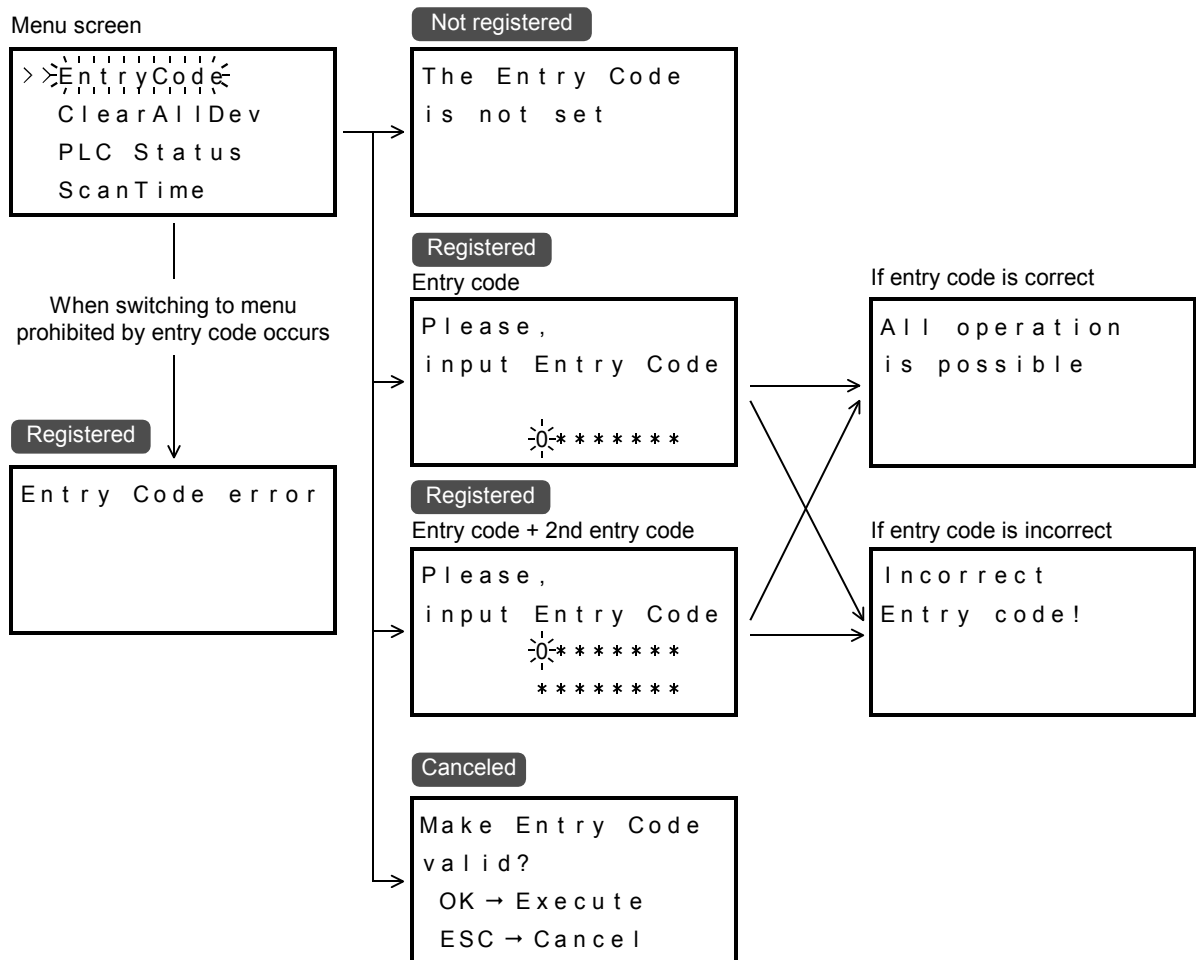 Menu screen
>>EntryCode
ClearAllDev
PLC Status
ScanTime
When switching to menu
prohibited by entry code occurs
Registered
Entry Code error
Not registered
The Entry Code
is not set
Registered
Entry code
Please,
input Entry Code
0*******
Registered
Entry code + 2nd entry code
Please,
input Entry Code
0*******
********
Canceled
Make Entry Code
valid?
OK → Execute
ESC → Cancel
If entry code is correct
All operation
is possible
If entry code is incorrect
Incorrect
Entry code!